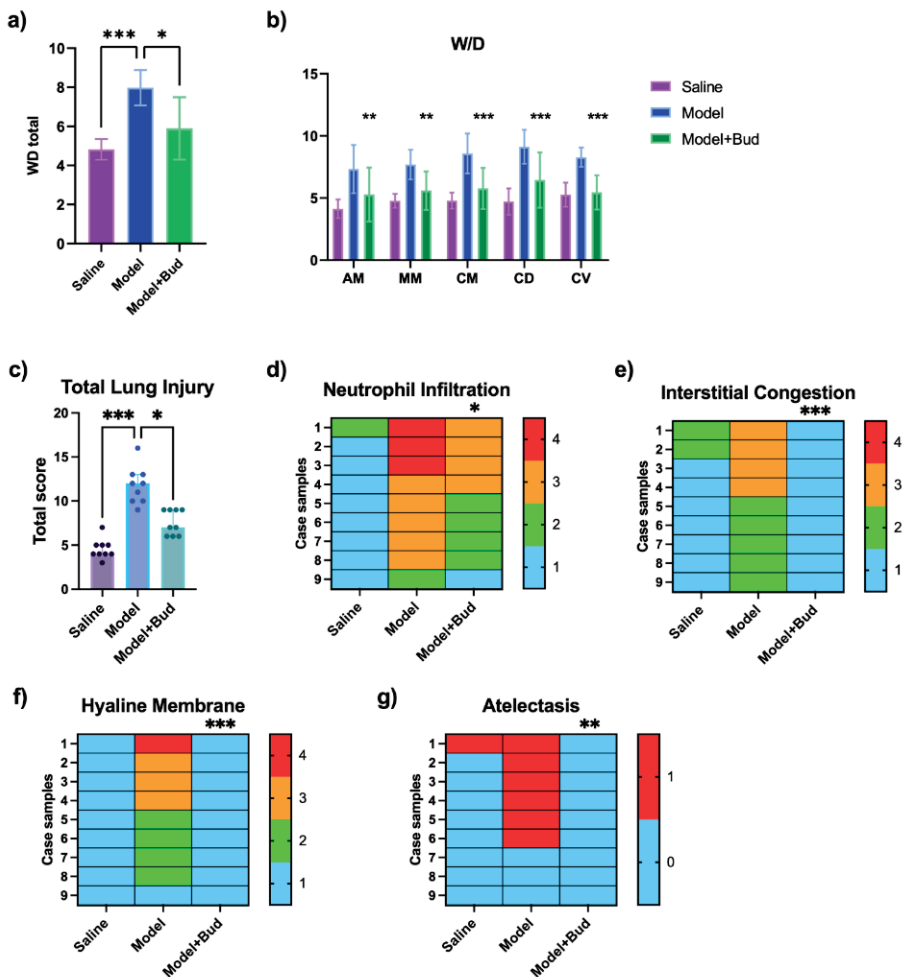 a)
*** *
10
8
6
4
2
0
WD total
Saline
Model
Model+Bud
b)
W/D
15
10
5
0
** ** *** *** ***
AM MM CM CD CV
Saline
Model
Model+Bud
c)
Total Lung Injury
*** *
20
15
10
5
0
Total score
Saline
Model
Model+Bud
d)
Neutrophil Infiltration
*
Case samples
1
2
3
4
5
6
7
8
9
Saline
Model
Model+Bud
4
3
2
1
e)
Interstitial Congestion
***
Case samples
1
2
3
4
5
6
7
8
9
Saline
Model
Model+Bud
4
3
2
1
f)
Hyaline Membrane
***
Case samples
1
2
3
4
5
6
7
8
9
Saline
Model
Model+Bud
4
3
2
1
g)
Atelectasis
**
Case samples
1
2
3
4
5
6
7
8
9
Saline
Model
Model+Bud
1
0